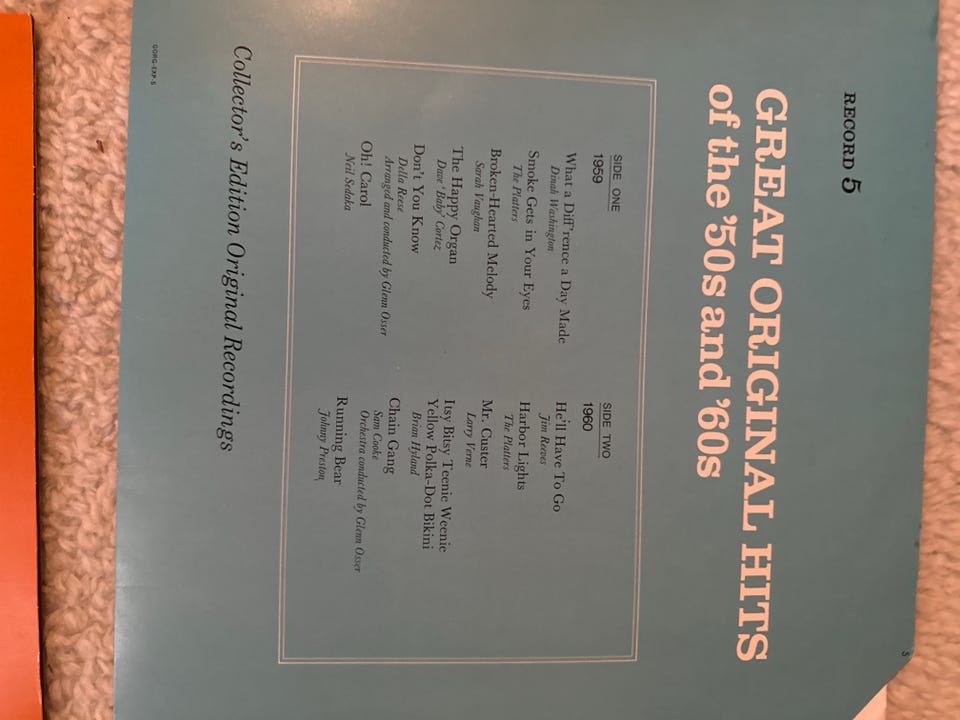 RECORD 5
GREAT ORIGINAL HITS
of the '50s and '60s
SIDE ONE
1959
What a Diff'rence a Day Made
Dinah Washington
Smoke Gets in Your Eyes
The Platters
Broken-Hearted Melody
Sarah Vaughan
The Happy Organ
Dave 'Baby' Cortez
Don't You Know
Della Reese
Arranged and conducted by Glenn Osser
Oh! Carol
Neil Sedaka
SIDE TWO
1960
He'll Have To Go
Jim Reeves
Harbor Lights
The Platters
Mr. Custer
Larry Verne
Itsy Bitsy Teenie Weenie
Yellow Polka-Dot Bikini
Brian Hyland
Chain Gang
Sam Cooke
Orchestra conducted by Glenn Osser
Running Bear
Johnny Preston
Collector's Edition Original Recordings
GORG-EXP-5
5